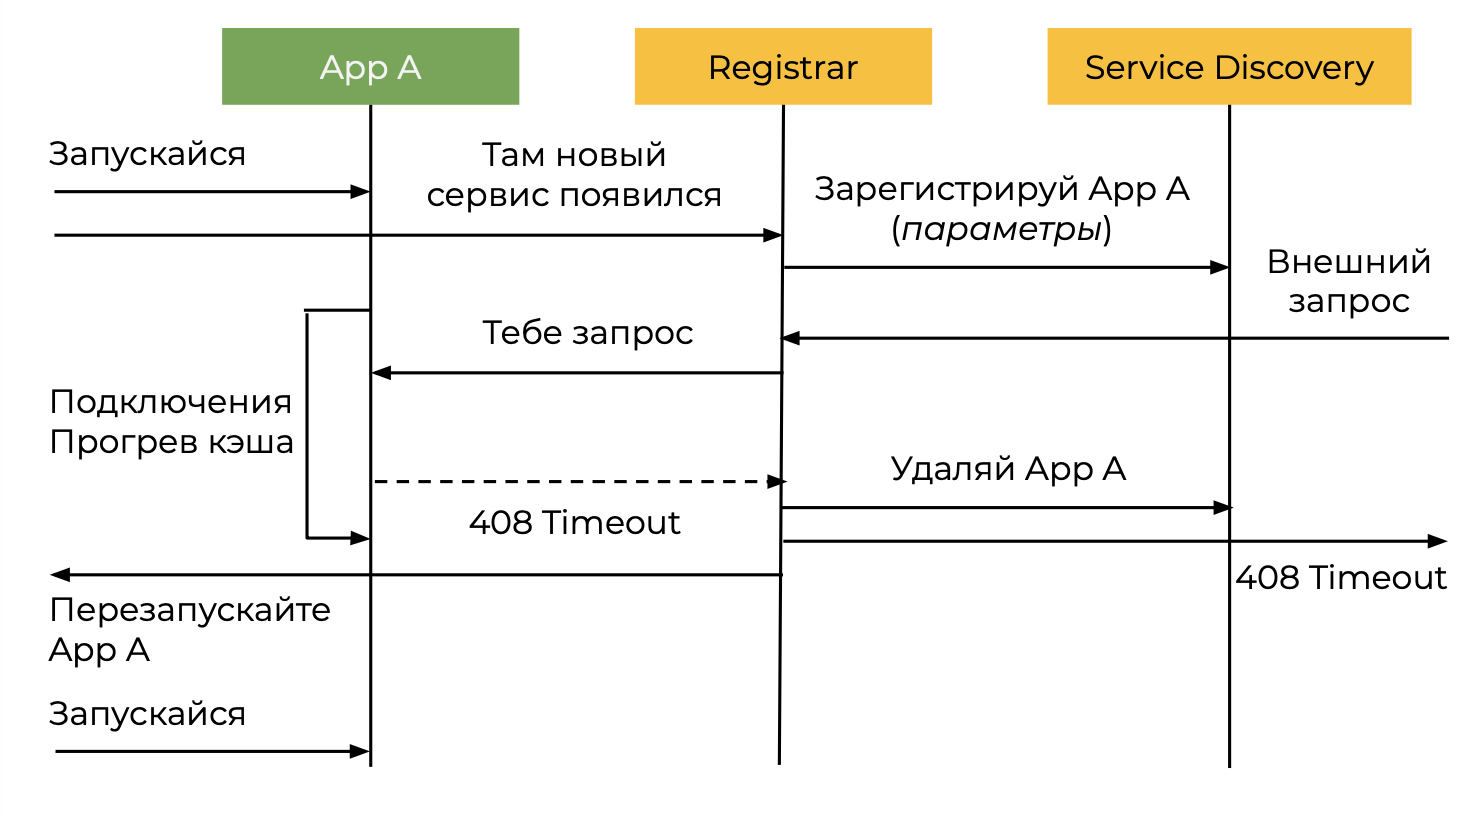 App A
Registrar
Service Discovery
Запускайся
Там новый
сервис появился
Зарегистрируй App A
(параметры)
Внешний
запрос
Тебе запрос
Подключения
Прогрев кэша
Удаляй App A
408 Timeout
408 Timeout
Перезапускайте
App A
Запускайся